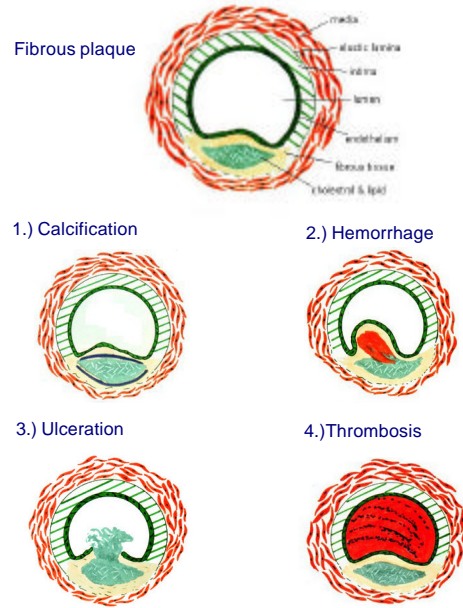 Fibrous plaque
media
elastic lamina
intima
lumen
endothelium
fibrous tissue
cholestrol & lipid
1.) Calcification
2.) Hemorrhage
3.) Ulceration
4.)Thrombosis